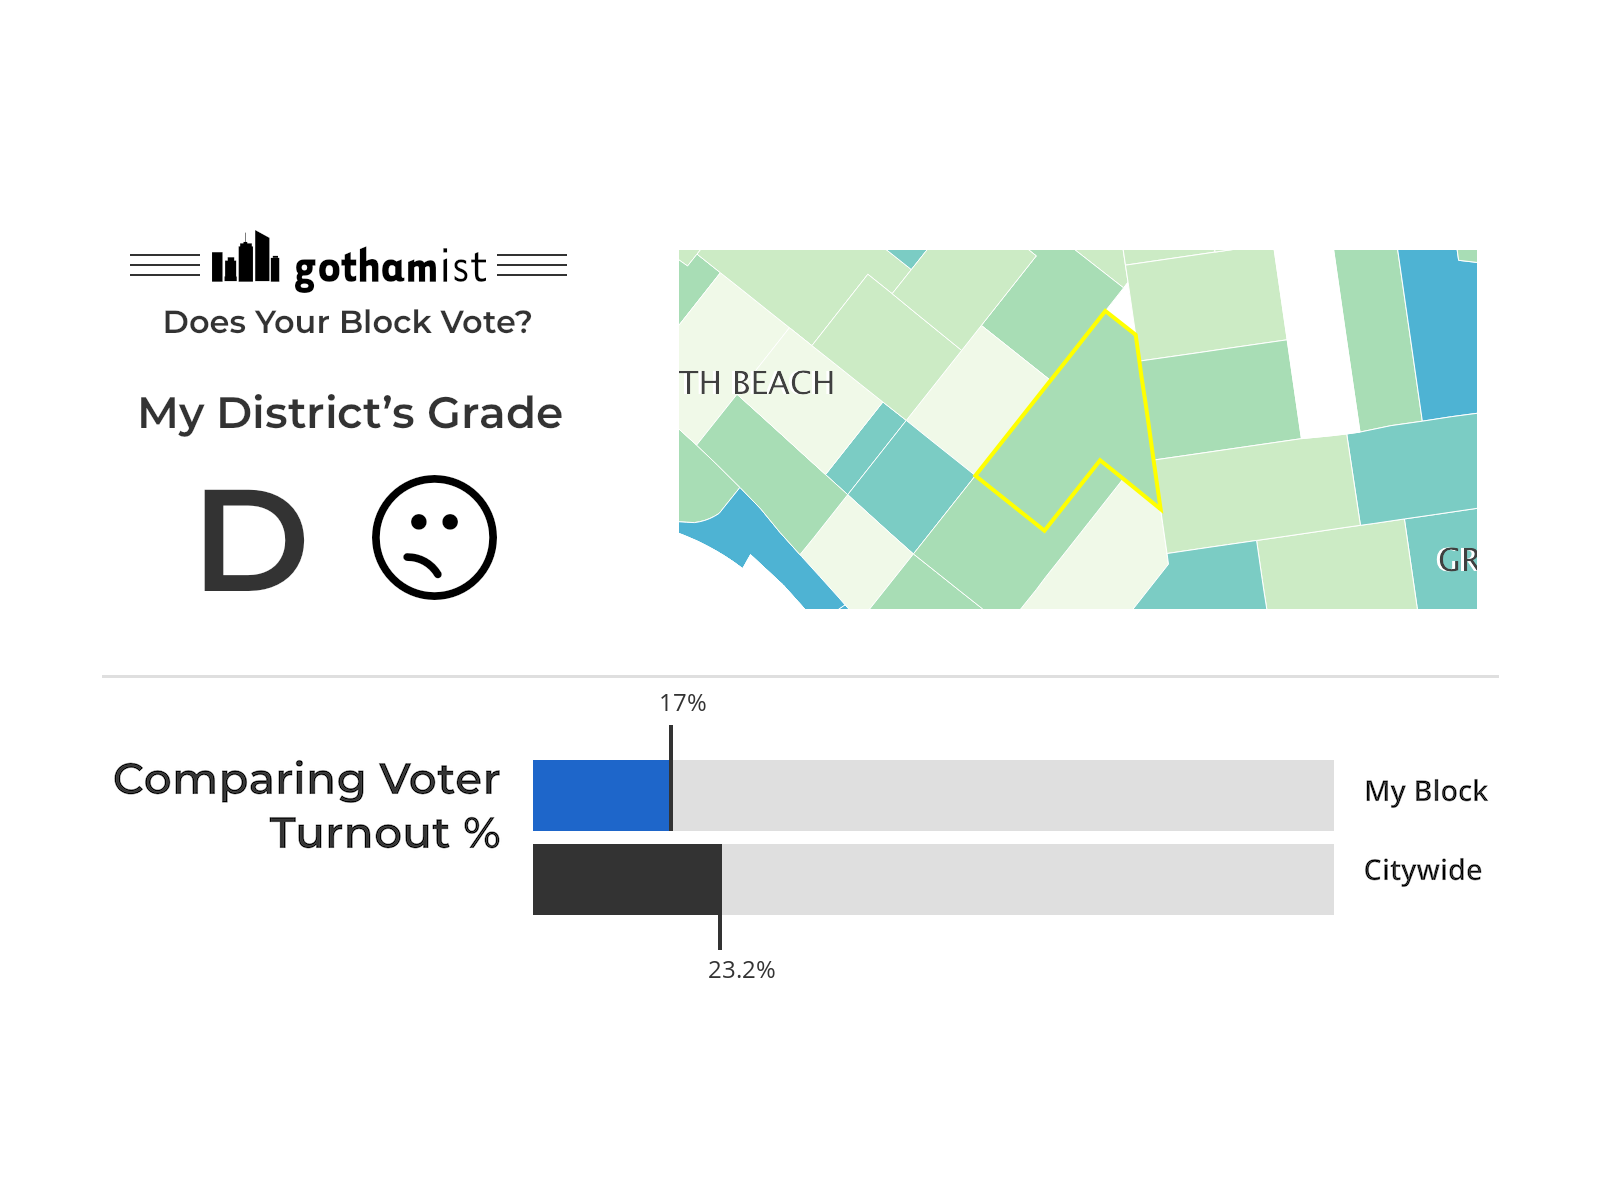 gothamist
Does Your Block Vote?
My District’s Grade
D
TH BEACH
GR
17%
Comparing Voter
Turnout %
My Block
Citywide
23.2%